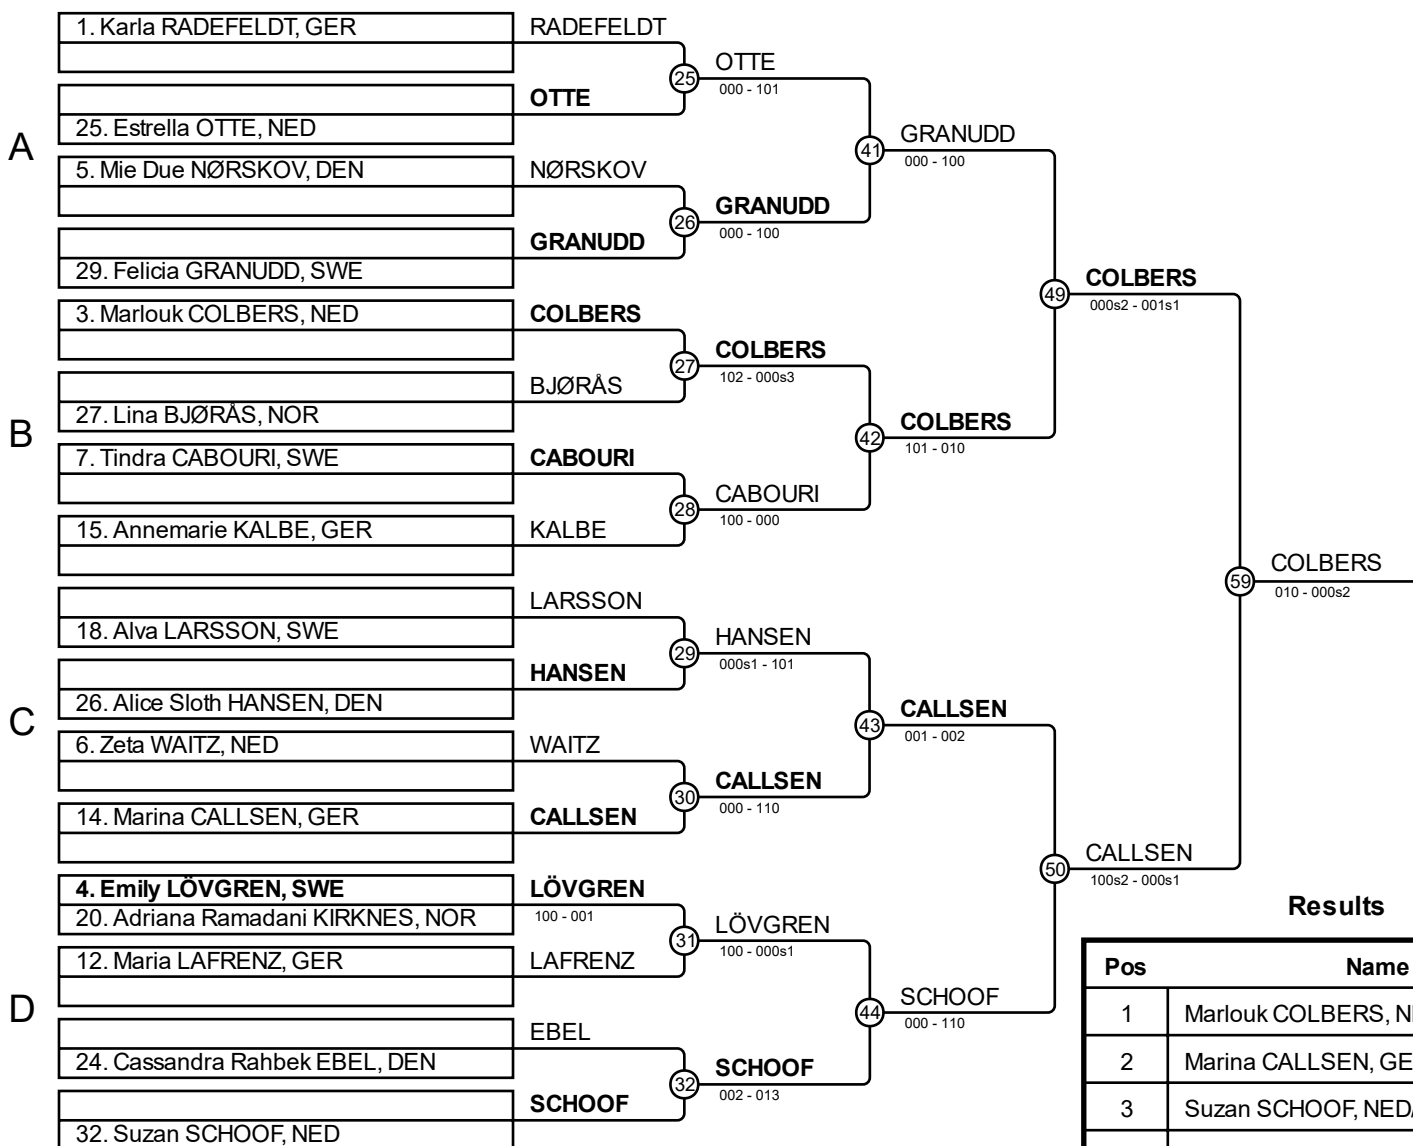 1. Karla RADEFELDT, GER
RADEFELDT
25
OTTE
000 - 101
OTTE
25. Estrella OTTE, NED
A
41
GRANUDD
000 - 100
5. Mie Due NØRSKOV, DEN
NØRSKOV
26
GRANUDD
000 - 100
GRANUDD
29. Felicia GRANUDD, SWE
49
COLBERS
000s2 - 001s1
3. Marlouk COLBERS, NED
COLBERS
27
COLBERS
102 - 000s3
BJØRÅS
27. Lina BJØRÅS, NOR
B
42
COLBERS
101 - 010
7. Tindra CABOURI, SWE
CABOURI
28
CABOURI
100 - 000
15. Annemarie KALBE, GER
KALBE
59
COLBERS
010 - 000s2
LARSSON
18. Alva LARSSON, SWE
29
HANSEN
000s1 - 101
HANSEN
26. Alice Sloth HANSEN, DEN
C
43
CALLSEN
001 - 002
6. Zeta WAITZ, NED
WAITZ
30
CALLSEN
000 - 110
14. Marina CALLSEN, GER
CALLSEN
50
CALLSEN
100s2 - 000s1
4. Emily LÖVGREN, SWE
LÖVGREN
20. Adriana Ramadani KIRKNES, NOR
100 - 001
31
LÖVGREN
100 - 000s1
12. Maria LAFRENZ, GER
LAFRENZ
D
44
SCHOOF
000 - 110
EBEL
24. Cassandra Rahbek EBEL, DEN
32
SCHOOF
002 - 013
SCHOOF
32. Suzan SCHOOF, NED
Results
Pos Name
1 Marlouk COLBERS, N
2 Marina CALLSEN, GE
3 Suzan SCHOOF, NED